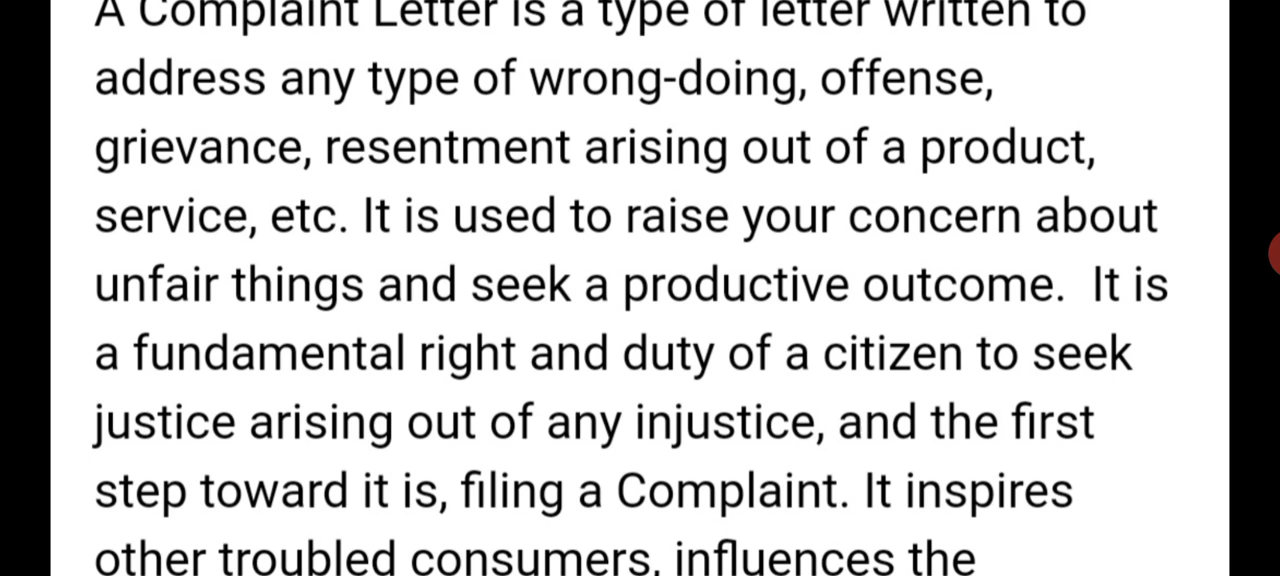 A Complaint Letter is a type of letter written to
address any type of wrong-doing, offense,
grievance, resentment arising out of a product,
service, etc. It is used to raise your concern about
unfair things and seek a productive outcome.  It is
a fundamental right and duty of a citizen to seek
justice arising out of any injustice, and the first
step toward it is, filing a Complaint. It inspires
other troubled consumers, influences the